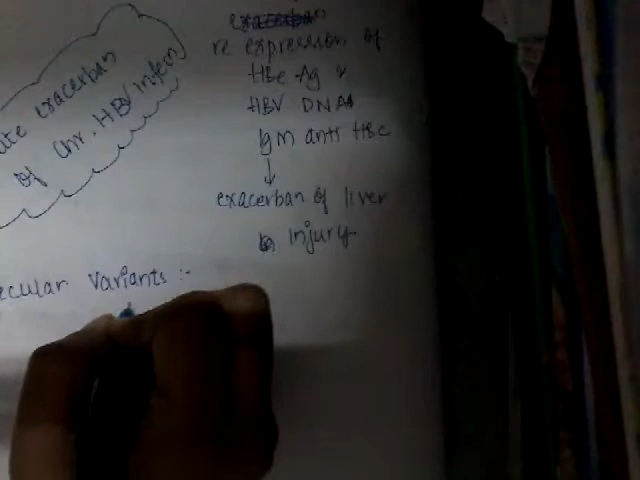 ate exacerban
of chr. HBV Infecn
re expression of
HBe Ag &
HBV DNA
IgM anti HBc
↓
exacerban of liver
injury
ecular variants :-